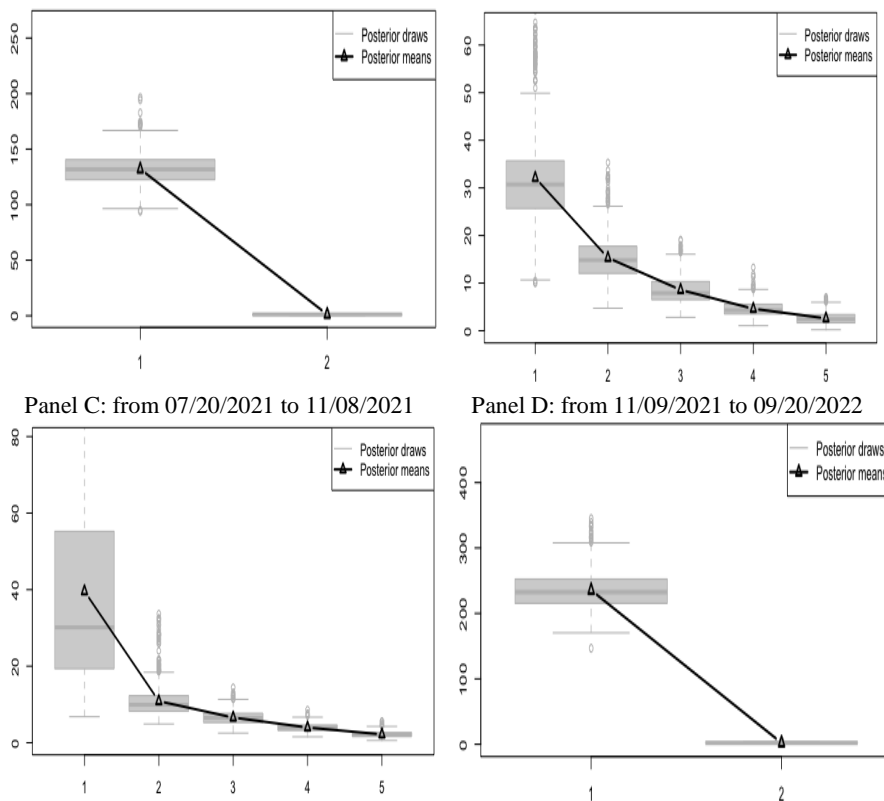 250
200
150
100
50
0
Posterior draws
Posterior means
1 2
60
50
40
30
20
10
0
Posterior draws
Posterior means
1 2 3 4 5
Panel C: from 07/20/2021 to 11/08/2021
Panel D: from 11/09/2021 to 09/20/2022
80
60
40
20
0
Posterior draws
Posterior means
1 2 3 4 5
400
300
200
100
0
Posterior draws
Posterior means
1 2